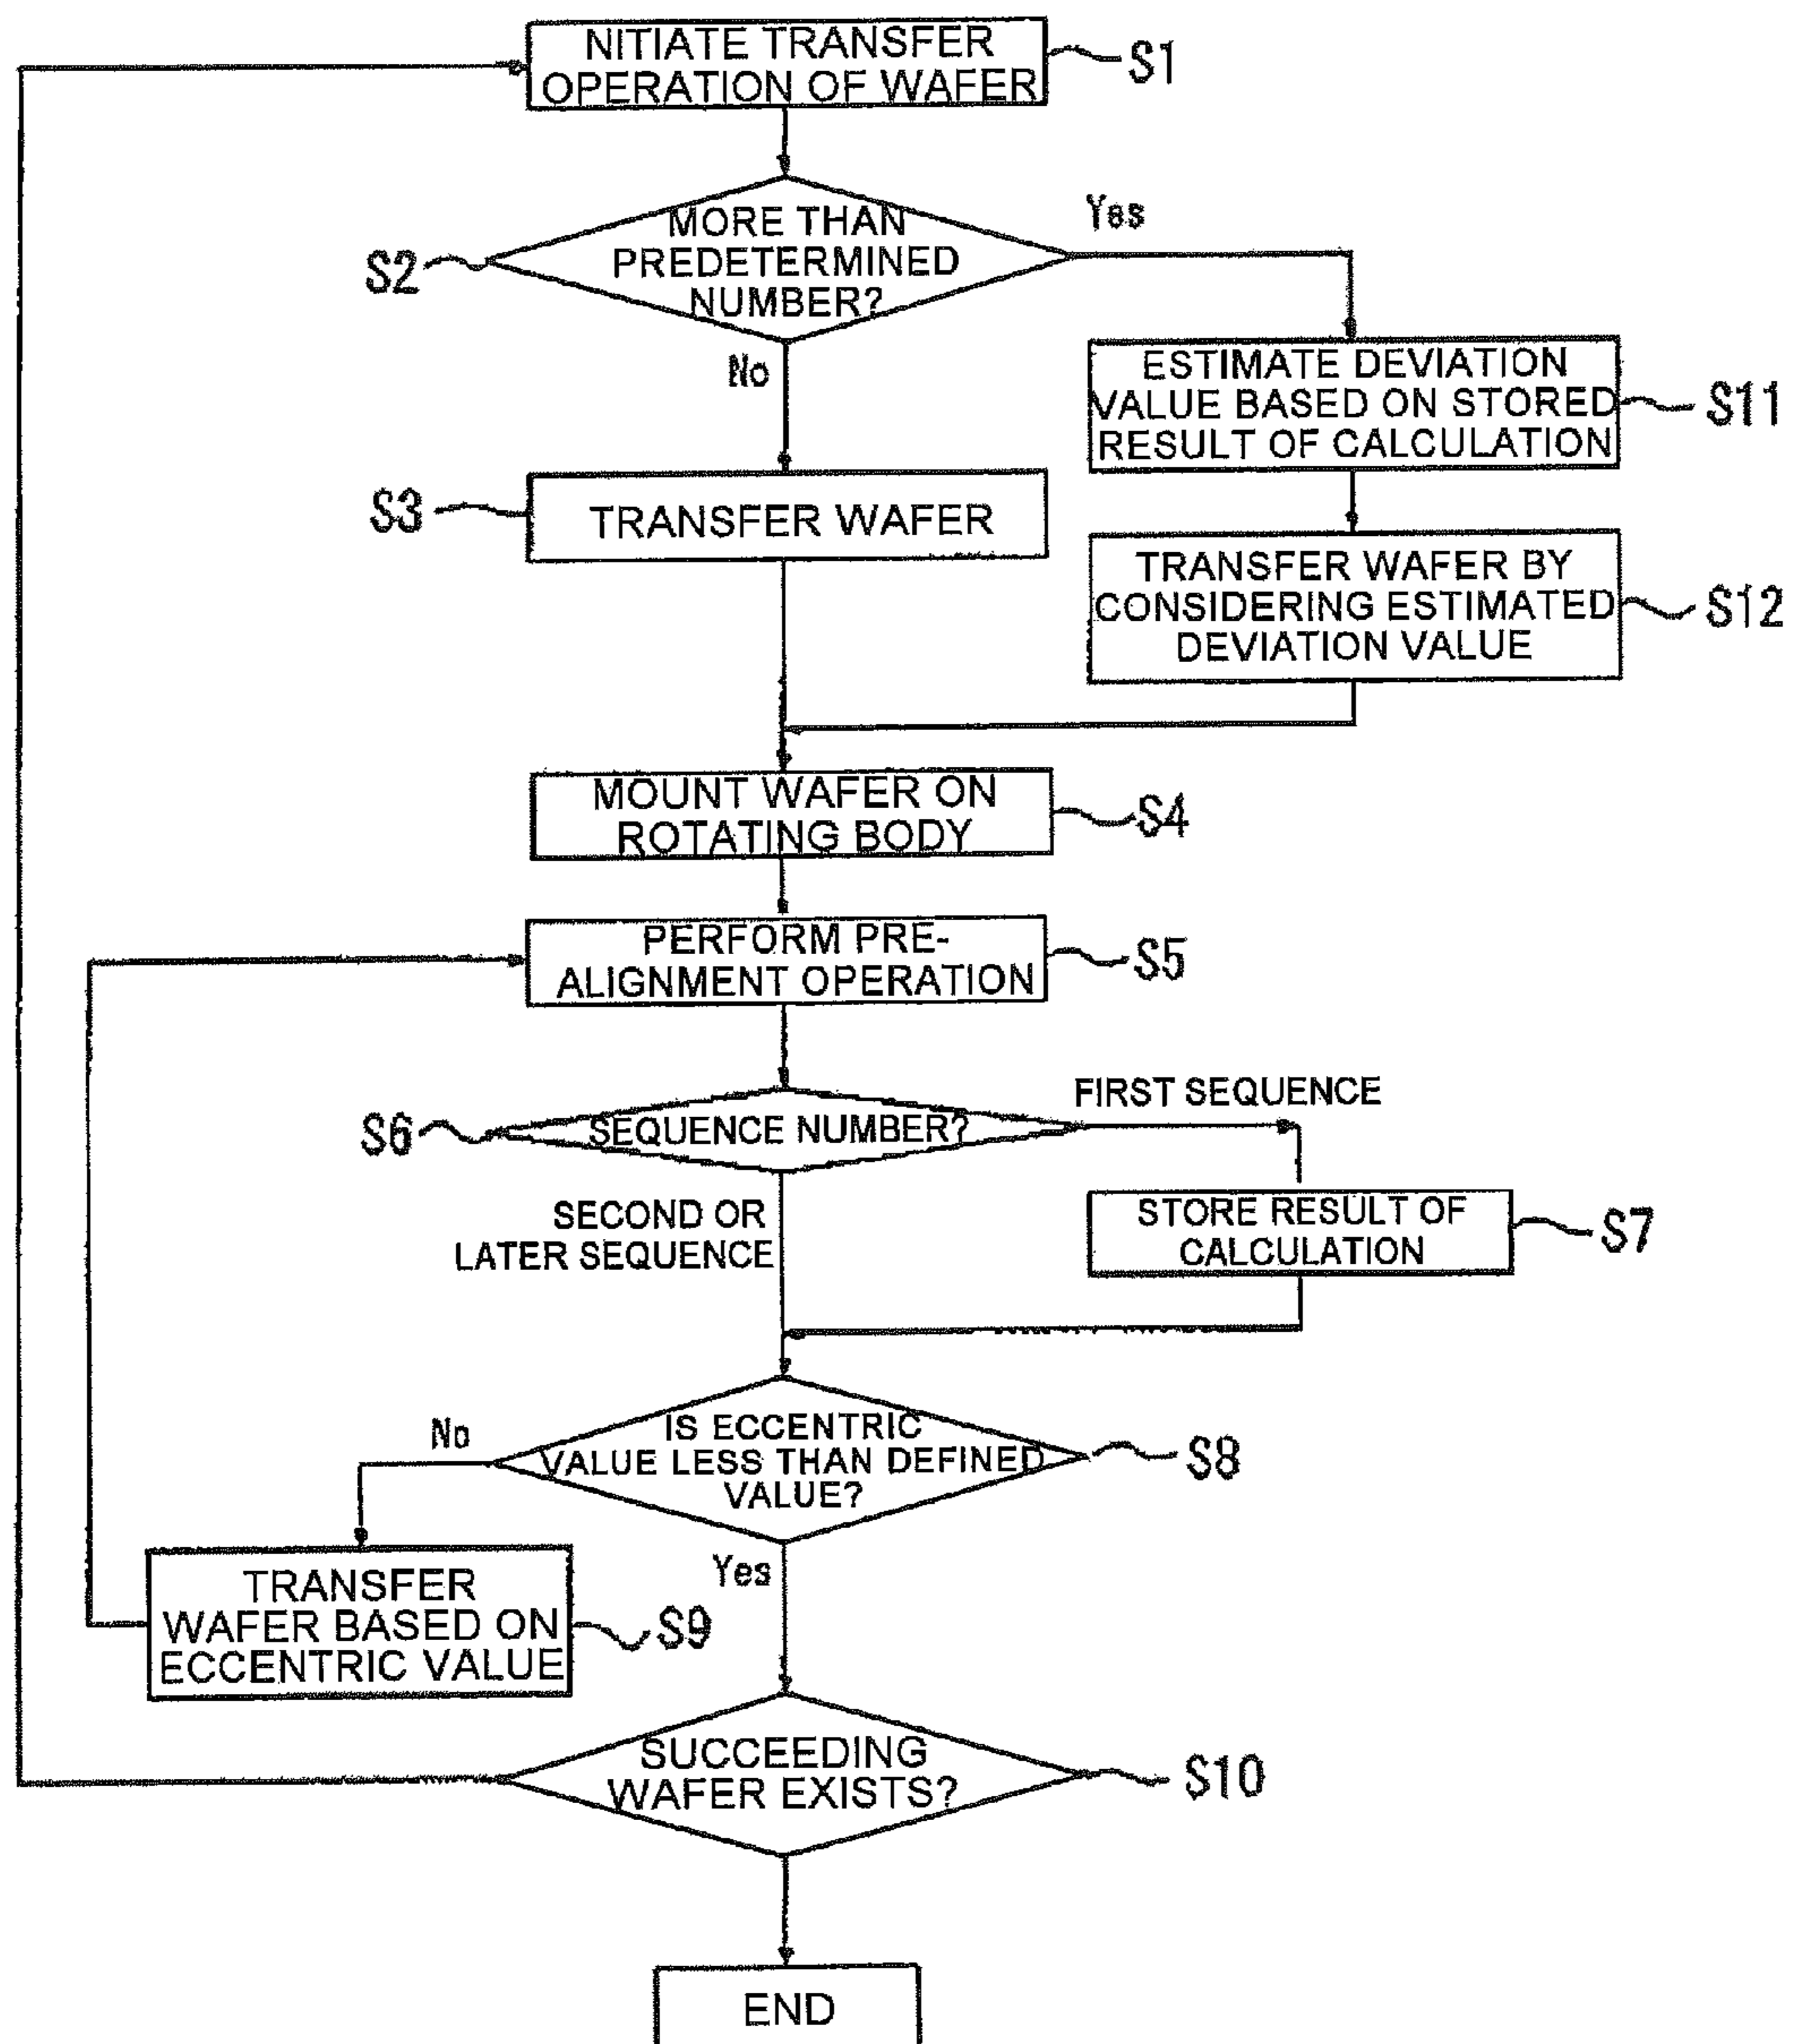 NITIATE TRANSFER
OPERATION OF WAFER
S1
MORE THAN
PREDETERMINED
NUMBER?
S2
Yes
No
ESTIMATE DEVIATION
VALUE BASED ON STORED
RESULT OF CALCULATION
S11
S3
TRANSFER WAFER
TRANSFER WAFER BY
CONSIDERING ESTIMATED
DEVIATION VALUE
S12
MOUNT WAFER ON
ROTATING BODY
S4
PERFORM PRE-
ALIGNMENT OPERATION
S5
S6
SEQUENCE NUMBER?
FIRST SEQUENCE
SECOND OR
LATER SEQUENCE
STORE RESULT OF
CALCULATION
S7
IS ECCENTRIC
VALUE LESS THAN DEFINED
VALUE?
S8
No
Yes
TRANSFER
WAFER BASED ON
ECCENTRIC VALUE
S9
SUCCEEDING
WAFER EXISTS?
S10
END